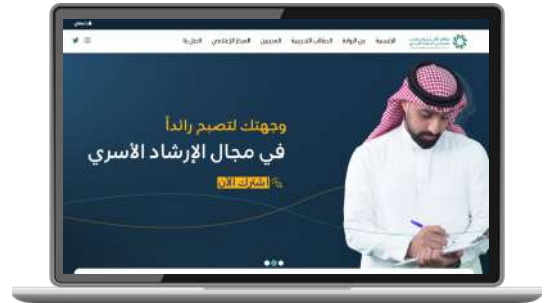 الرئيسية
عن البوابة
الحقائب التدريبية
المدربين
المركز الإعلامي
اتصل بنا
وجهتك لتصبح رائداً
في مجال الإرشاد الأسري
اشترك الآن